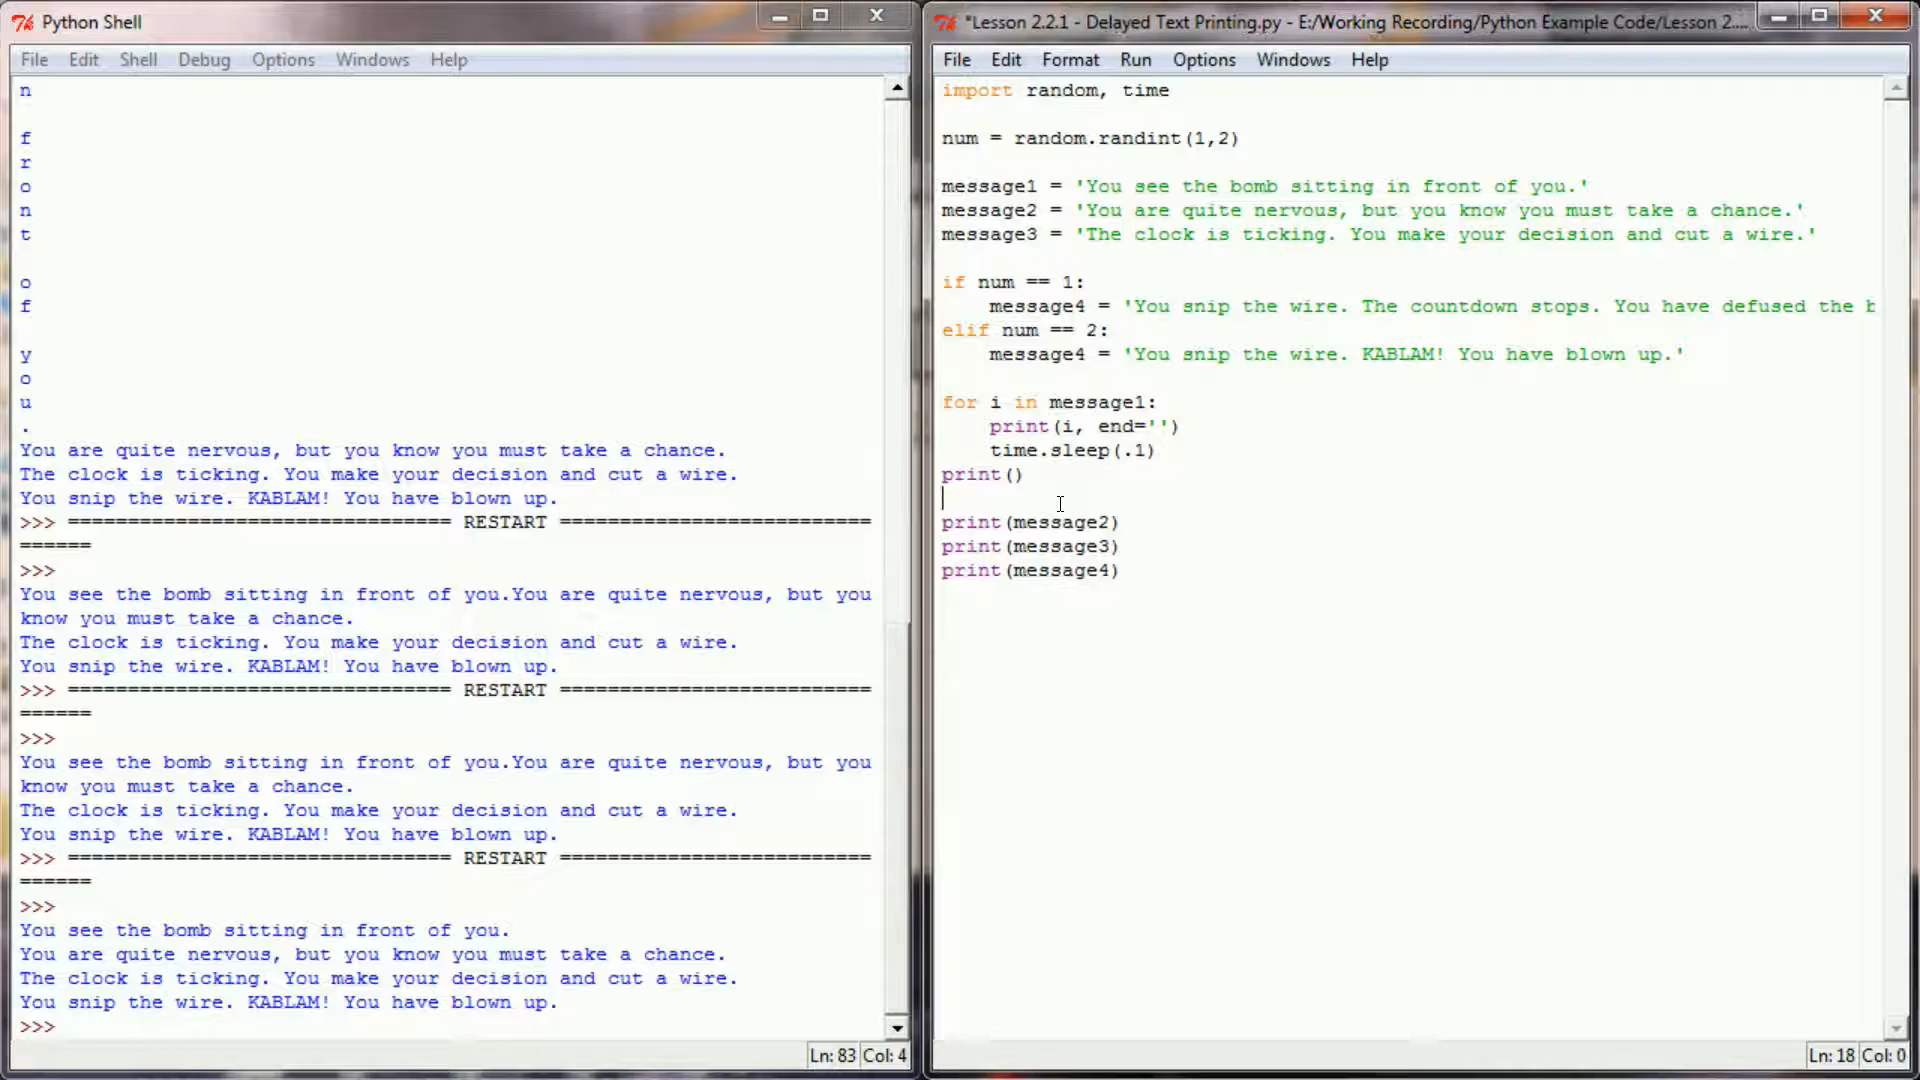 Python Shell
File Edit Shell Debug Options Windows Help
n
f
r
o
n
t
o
f
y
o
u
.
You are quite nervous, but you know you must take a chance.
The clock is ticking. You make your decision and cut a wire.
You snip the wire. KABLAM! You have blown up.
>>> ================================ RESTART ==========================
======
>>>
You see the bomb sitting in front of you.You are quite nervous, but you
know you must take a chance.
The clock is ticking. You make your decision and cut a wire.
You snip the wire. KABLAM! You have blown up.
>>> ================================ RESTART ==========================
======
>>>
You see the bomb sitting in front of you.You are quite nervous, but you
know you must take a chance.
The clock is ticking. You make your decision and cut a wire.
You snip the wire. KABLAM! You have blown up.
>>> ================================ RESTART ==========================
======
>>>
You see the bomb sitting in front of you.
You are quite nervous, but you know you must take a chance.
The clock is ticking. You make your decision and cut a wire.
You snip the wire. KABLAM! You have blown up.
>>>
Ln: 83 Col: 4
*Lesson 2.2.1 - Delayed Text Printing.py - E:/Working Recording/Python Example Code/Lesson 2....
File Edit Format Run Options Windows Help
import random, time
num = random.randint(1,2)
message1 = 'You see the bomb sitting in front of you.'
message2 = 'You are quite nervous, but you know you must take a chance.'
message3 = 'The clock is ticking. You make your decision and cut a wire.'
if num == 1:
    message4 = 'You snip the wire. The countdown stops. You have defused the b
elif num == 2:
    message4 = 'You snip the wire. KABLAM! You have blown up.'
for i in message1:
    print(i, end='')
    time.sleep(.1)
print()
print(message2)
print(message3)
print(message4)
Ln: 18 Col: 0